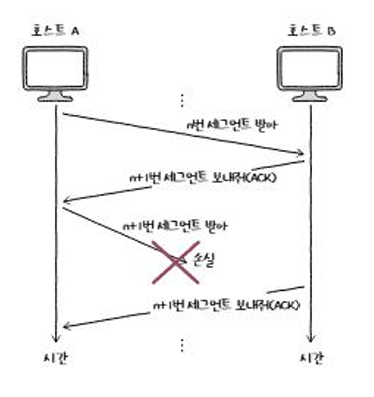 호스트 A
호스트 B
n번 세그먼트 받아
n+1번 세그먼트 보내줘(ACK)
n+1번 세그먼트 받아
손실
n+1번 세그먼트 보내줘(ACK)
시간
시간